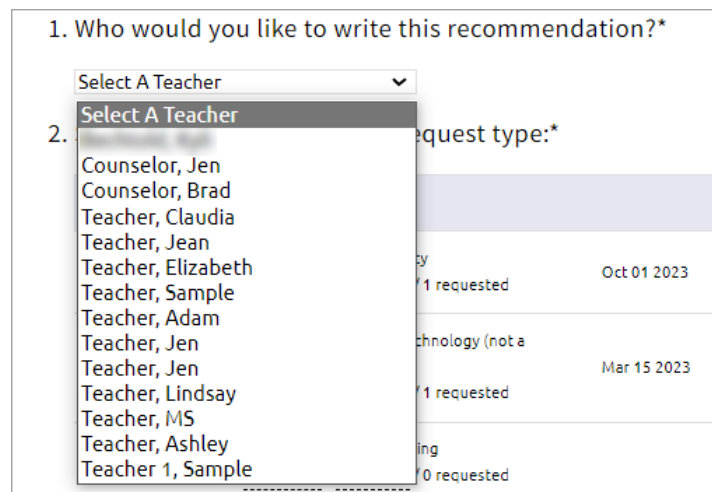 1. Who would you like to write this recommendation?*
Select A Teacher
Select A Teacher
2.
equest type:*
Counselor, Jen
Counselor, Brad
Teacher, Claudia
Teacher, Jean
Teacher, Elizabeth
Teacher, Sample
Teacher, Adam
Teacher, Jen
Teacher, Jen
Teacher, Lindsay
Teacher, MS
Teacher, Ashley
Teacher 1, Sample
/ 1 requested
Oct 01 2023
chnology (not a
/ 1 requested
Mar 15 2023
ing
/ 0 requested